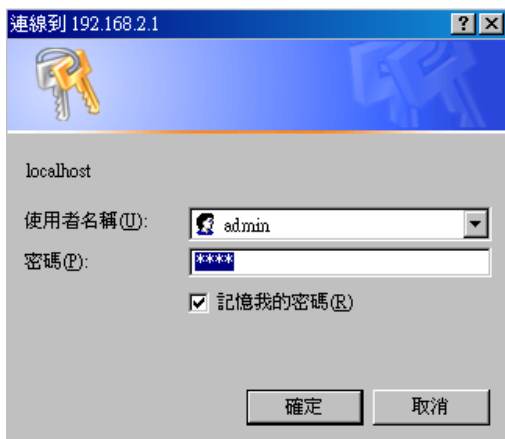 連線到 192.168.2.1
localhost
使用者名稱(U):
admin
密碼(P):
****
記憶我的密碼(R)
確定
取消